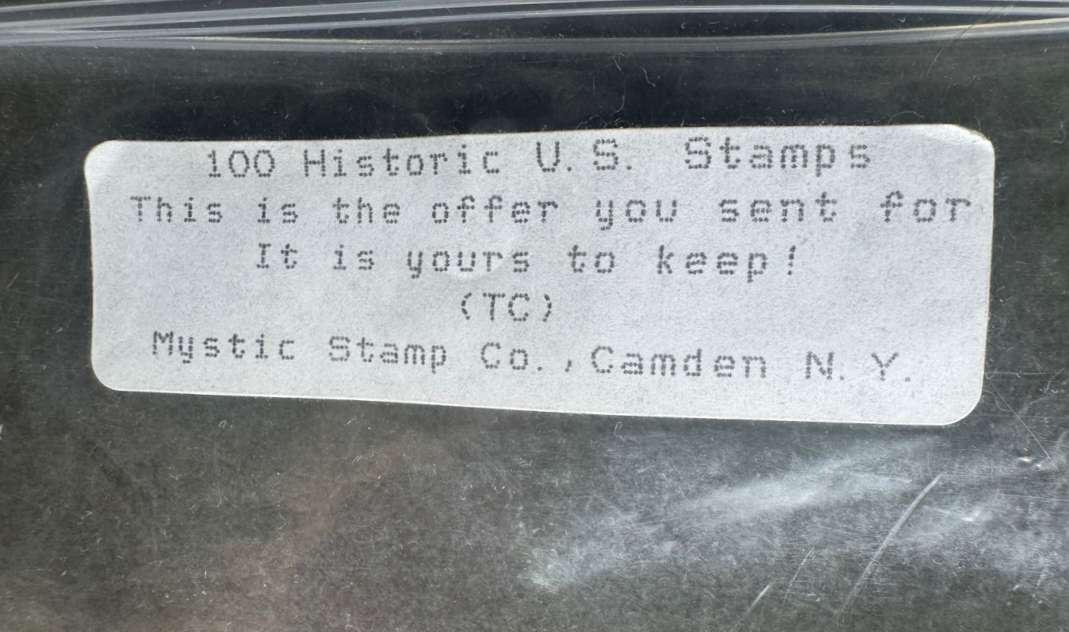 100 Historic U.S. Stamps
This is the offer you sent for
It is yours to keep!
(TC)
Mystic Stamp Co.,Camden N.Y.